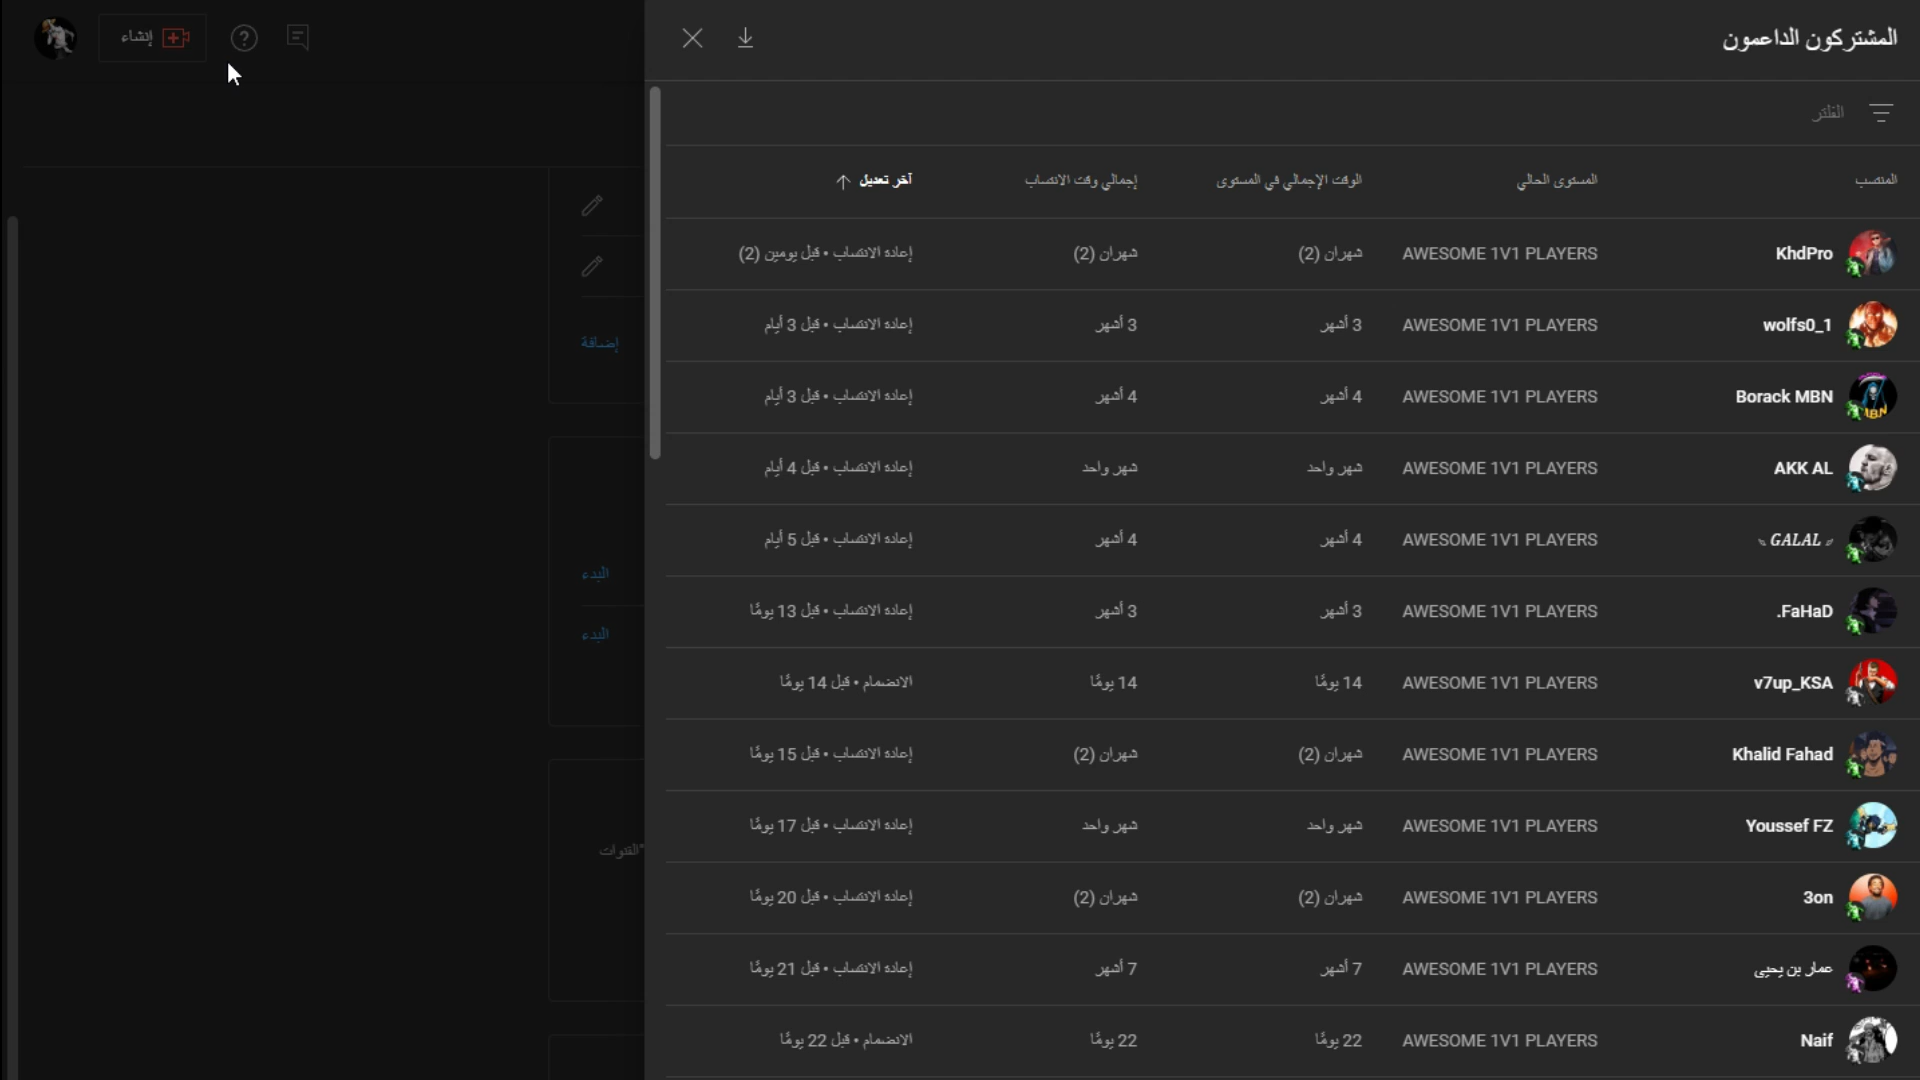 المشتركون الداعمون
إنشاء
الفلتر
المنتسب المستوى الحالي الوقت الإجمالي في المستوى إجمالي وقت الانتساب آخر تعديل
KhdPro AWESOME 1V1 PLAYERS شهران (2) شهران (2) إعادة الانتساب • قبل يومين (2)
wolfs0_1 AWESOME 1V1 PLAYERS 3 أشهر 3 أشهر إعادة الانتساب • قبل 3 أيام
إضافة
Borack MBN AWESOME 1V1 PLAYERS 4 أشهر 4 أشهر إعادة الانتساب • قبل 3 أيام
AKK AL AWESOME 1V1 PLAYERS شهر واحد شهر واحد إعادة الانتساب • قبل 4 أيام
GALAL AWESOME 1V1 PLAYERS 4 أشهر 4 أشهر إعادة الانتساب • قبل 5 أيام
البدء
FaHaD. AWESOME 1V1 PLAYERS 3 أشهر 3 أشهر إعادة الانتساب • قبل 13 يومًا
البدء
v7up_KSA AWESOME 1V1 PLAYERS 14 يومًا 14 يومًا الانضمام • قبل 14 يومًا
Khalid Fahad AWESOME 1V1 PLAYERS شهران (2) شهران (2) إعادة الانتساب • قبل 15 يومًا
Youssef FZ AWESOME 1V1 PLAYERS شهر واحد شهر واحد إعادة الانتساب • قبل 17 يومًا
"القنوات
3on AWESOME 1V1 PLAYERS شهران (2) شهران (2) إعادة الانتساب • قبل 20 يومًا
عمار بن يحيى AWESOME 1V1 PLAYERS 7 أشهر 7 أشهر إعادة الانتساب • قبل 21 يومًا
Naif AWESOME 1V1 PLAYERS 22 يومًا 22 يومًا الانضمام • قبل 22 يومًا